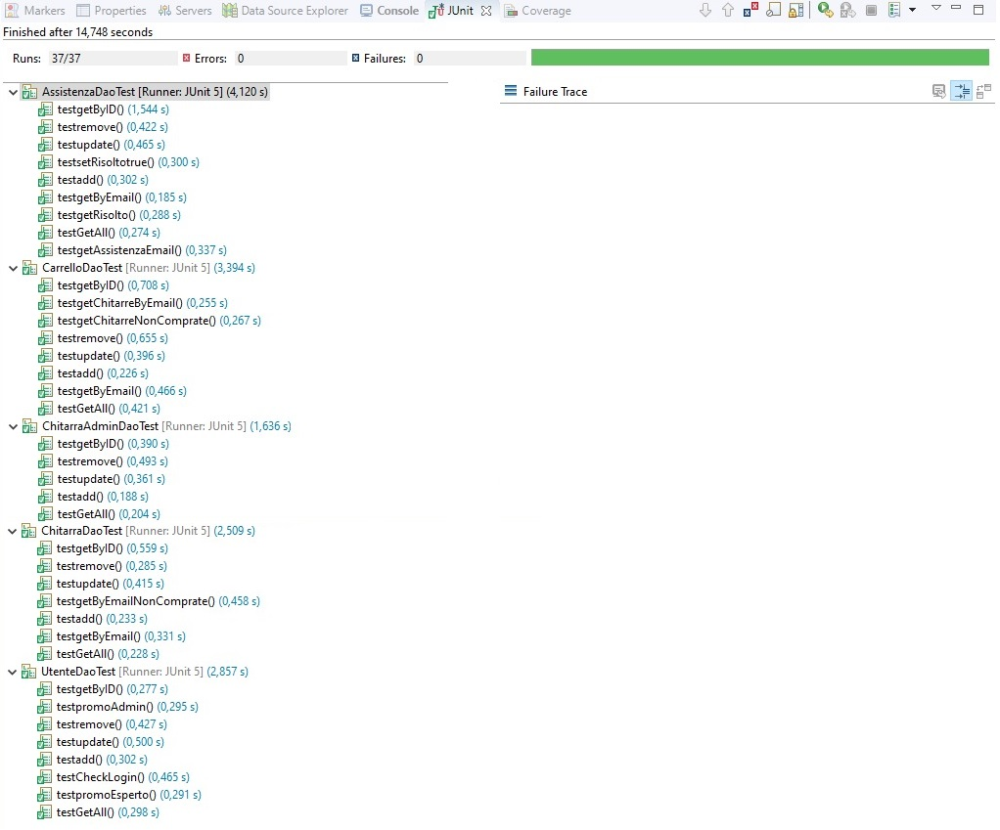 Markers Properties Servers Data Source Explorer Console JUnit Coverage
Finished after 14,748 seconds
Runs: 37/37 Errors: 0 Failures: 0
AssistenzaDaoTest [Runner: JUnit 5] (4,120 s)
Failure Trace
testgetByID() (1,544 s)
testremove() (0,422 s)
testupdate() (0,465 s)
testsetRisoltotrue() (0,300 s)
testadd() (0,302 s)
testgetByEmail() (0,185 s)
testgetRisolto() (0,288 s)
testGetAll() (0,274 s)
testgetAssistenzaEmail() (0,337 s)
CarrelloDaoTest [Runner: JUnit 5] (3,394 s)
testgetByID() (0,708 s)
testgetChitarreByEmail() (0,255 s)
testgetChitarreNonComprate() (0,267 s)
testremove() (0,655 s)
testupdate() (0,396 s)
testadd() (0,226 s)
testgetByEmail() (0,466 s)
testGetAll() (0,421 s)
ChitarraAdminDaoTest [Runner: JUnit 5] (1,636 s)
testgetByID() (0,390 s)
testremove() (0,493 s)
testupdate() (0,361 s)
testadd() (0,188 s)
testGetAll() (0,204 s)
ChitarraDaoTest [Runner: JUnit 5] (2,509 s)
testgetByID() (0,559 s)
testremove() (0,285 s)
testupdate() (0,415 s)
testgetByEmailNonComprate() (0,458 s)
testadd() (0,233 s)
testgetByEmail() (0,331 s)
testGetAll() (0,228 s)
UtenteDaoTest [Runner: JUnit 5] (2,857 s)
testgetByID() (0,277 s)
testpromoAdmin() (0,295 s)
testremove() (0,427 s)
testupdate() (0,500 s)
testadd() (0,302 s)
testCheckLogin() (0,465 s)
testpromoEsperto() (0,291 s)
testGetAll() (0,298 s)